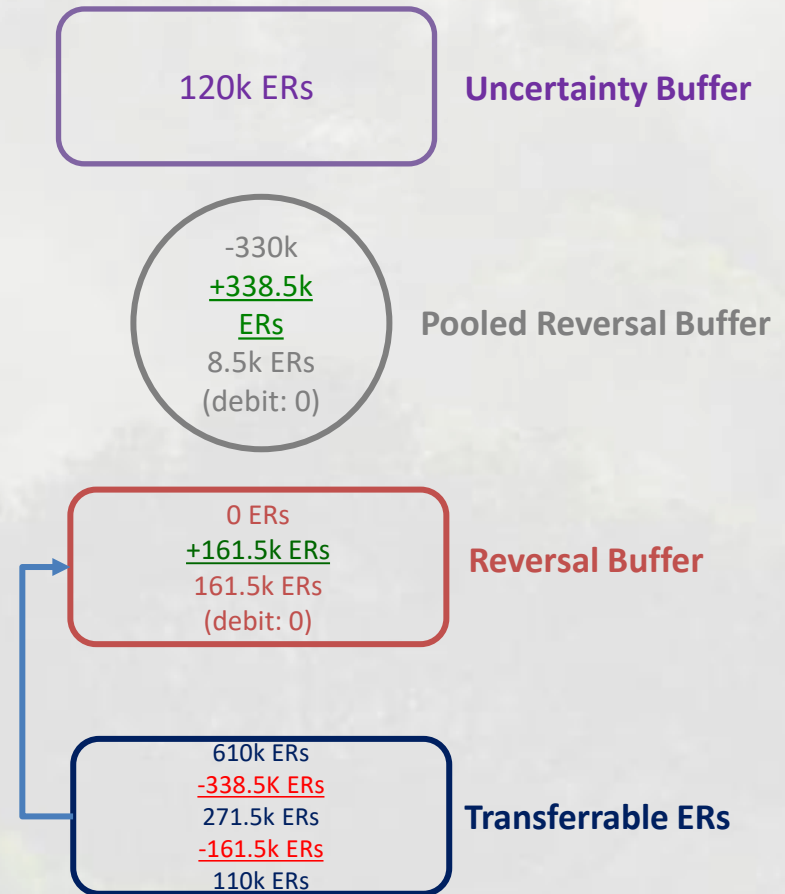 120k ERs
Uncertainty Buffer
-330k
+338.5k
ERs
8.5k ERs
(debit: 0)
Pooled Reversal Buffer
0 ERs
+161.5k ERs
161.5k ERs
(debit: 0)
Reversal Buffer
610k ERs
-338.5K ERs
271.5k ERs
-161.5k ERs
110k ERs
Transferrable ERs